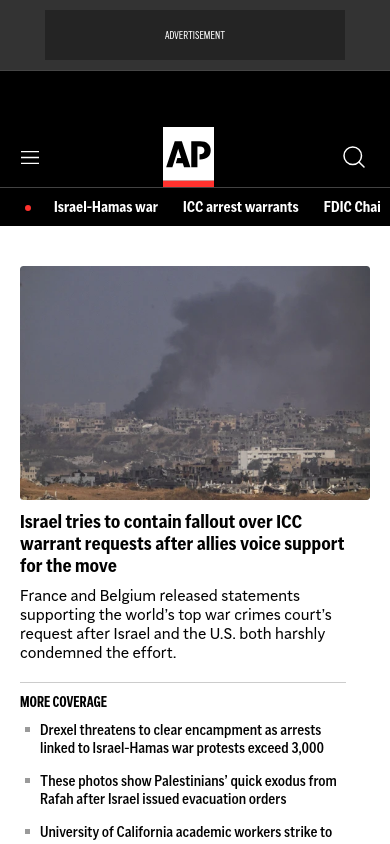 ADVERTISEMENT
AP
Israel-Hamas war ICC arrest warrants FDIC Chai
Israel tries to contain fallout over ICC
warrant requests after allies voice support
for the move
France and Belgium released statements
supporting the world’s top war crimes court’s
request after Israel and the U.S. both harshly
condemned the effort.
MORE COVERAGE
Drexel threatens to clear encampment as arrests
linked to Israel-Hamas war protests exceed 3,000
These photos show Palestinians’ quick exodus from
Rafah after Israel issued evacuation orders
University of California academic workers strike to